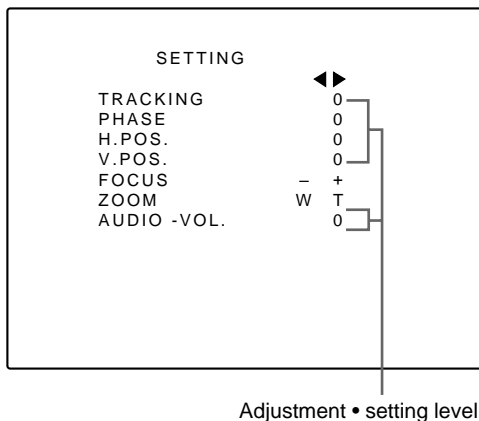 SETTING
◀ ▶
TRACKING 0
PHASE 0
H.POS. 0
V.POS. 0
FOCUS – +
ZOOM W T
AUDIO -VOL. 0
Adjustment • setting level